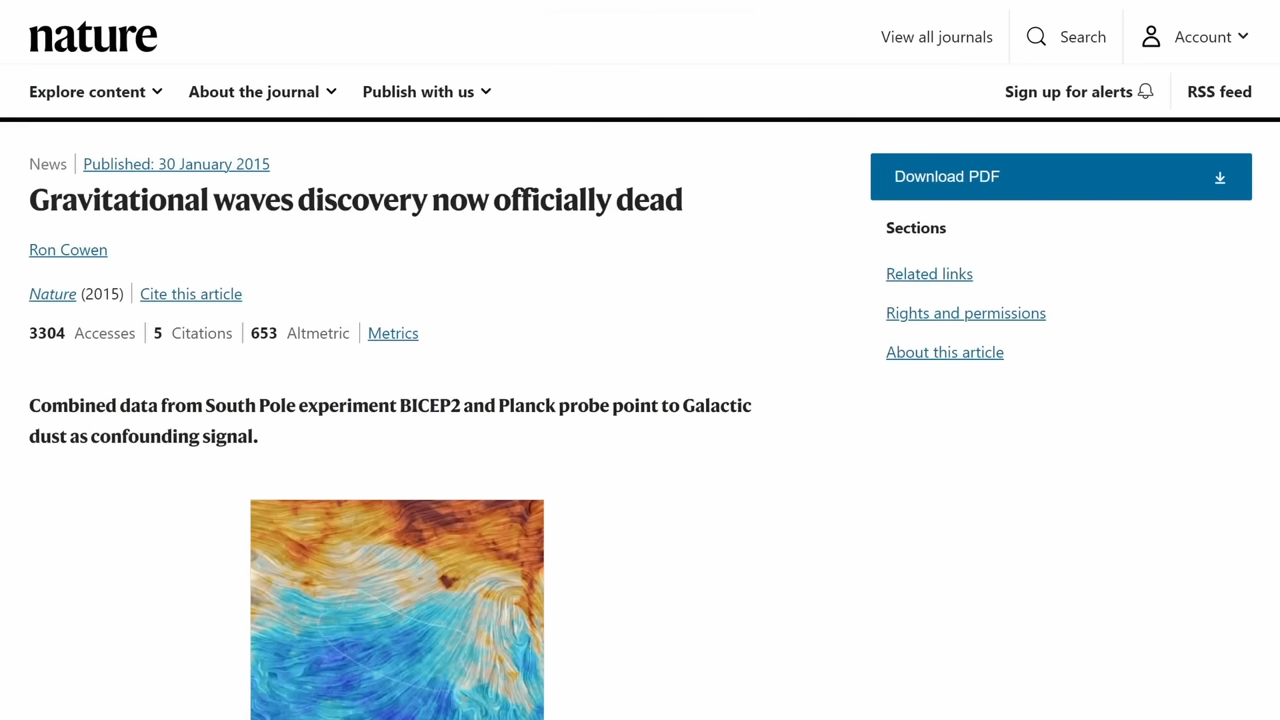 nature
View all journals
Search
Account
Explore content
About the journal
Publish with us
Sign up for alerts
RSS feed
News
Published: 30 January 2015
Gravitational waves discovery now officially dead
Ron Cowen
Nature (2015)
Cite this article
3304 Accesses
5 Citations
653 Altmetric
Metrics
Combined data from South Pole experiment BICEP2 and Planck probe point to Galactic
dust as confounding signal.
Download PDF
Sections
Related links
Rights and permissions
About this article